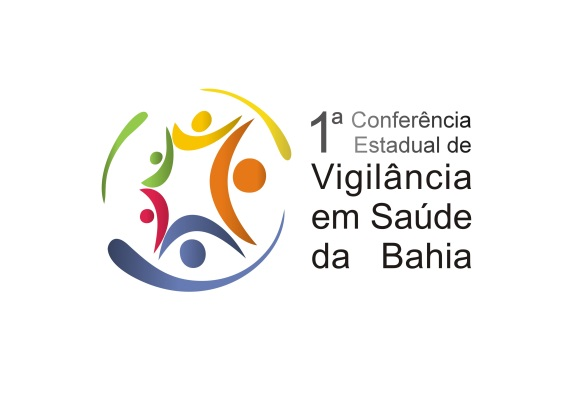 1ª Conferência
Estadual de
Vigilância
em Saúde
da Bahia